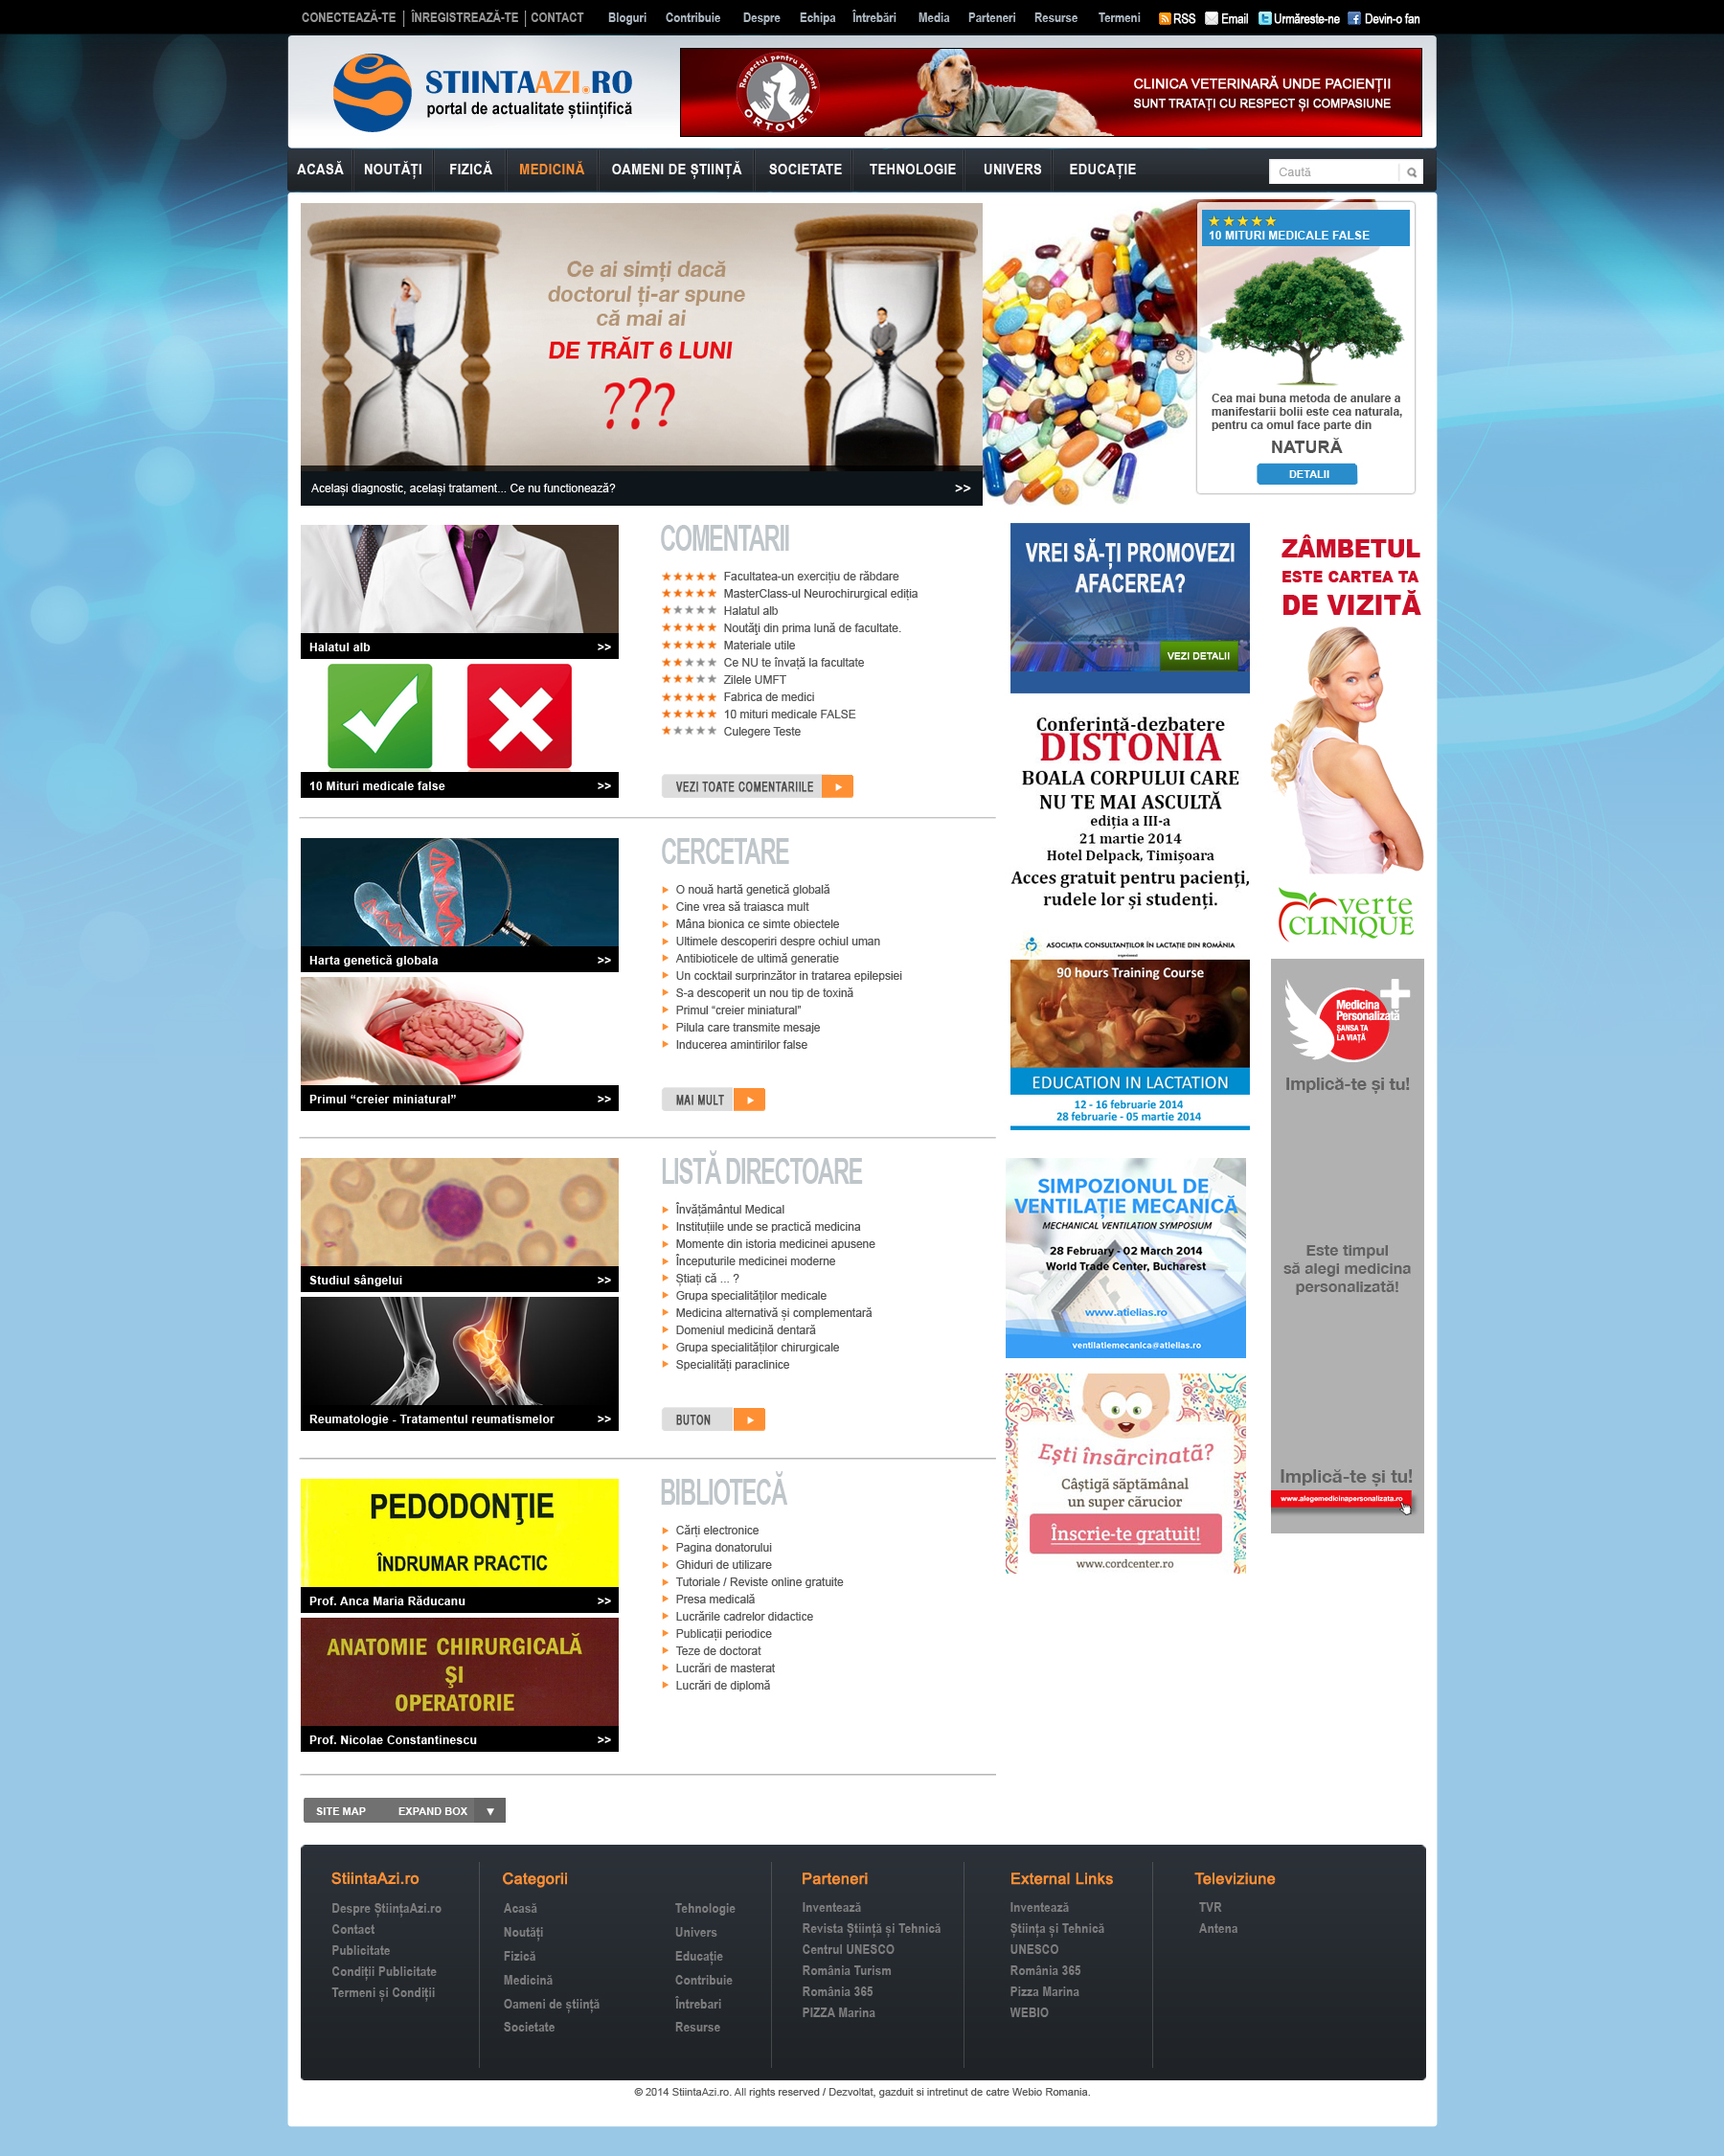 CONECTEAZĂ-TE | ÎNREGISTREAZĂ-TE | CONTACT Bloguri Contribuie Despre Echipa Întrebări Media Parteneri Resurse Termeni RSS Email Urmăreste-ne Devin-o fan
STIINTAAZI.RO
portal de actualitate științifică
Respectul pentru pacient
ORTOVET
CLINICA VETERINARĂ UNDE PACIENȚII
SUNT TRATAȚI CU RESPECT ȘI COMPASIUNE
ACASĂ NOUTĂȚI FIZICĂ MEDICINĂ OAMENI DE ȘTIINȚĂ SOCIETATE TEHNOLOGIE UNIVERS EDUCAȚIE Caută
Ce ai simți dacă
doctorul ți-ar spune
că mai ai
DE TRĂIT 6 LUNI
???
Același diagnostic, același tratament... Ce nu functionează? >>
10 MITURI MEDICALE FALSE
Cea mai buna metoda de anulare a
manifestarii bolii este cea naturala,
pentru ca omul face parte din
NATURĂ
DETALII
Halatul alb >>
10 Mituri medicale false >>
COMENTARII
Facultatea-un exercițiu de răbdare
MasterClass-ul Neurochirurgical ediția
Halatul alb
Noutăți din prima lună de facultate.
Materiale utile
Ce NU te învață la facultate
Zilele UMFT
Fabrica de medici
10 mituri medicale FALSE
Culegere Teste
VEZI TOATE COMENTARIILE
VREI SĂ-ȚI PROMOVEZI
AFACEREA?
VEZI DETALII
ZÂMBETUL
ESTE CARTEA TA
DE VIZITĂ
verte
CLINIQUE
Conferință-dezbatere
DISTONIA
BOALA CORPULUI CARE
NU TE MAI ASCULTĂ
ediția a III-a
21 martie 2014
Hotel Delpack, Timișoara
Acces gratuit pentru pacienți,
rudele lor și studenți.
Harta genetică globala >>
Primul “creier miniatural” >>
CERCETARE
O nouă hartă genetică globală
Cine vrea să traiasca mult
Mâna bionica ce simte obiectele
Ultimele descoperiri despre ochiul uman
Antibioticele de ultimă generatie
Un cocktail surprinzător in tratarea epilepsiei
S-a descoperit un nou tip de toxină
Primul “creier miniatural”
Pilula care transmite mesaje
Inducerea amintirilor false
MAI MULT
ASOCIAȚIA CONSULTANȚILOR ÎN LACTAȚIE DIN ROMÂNIA
90 hours Training Course
EDUCATION IN LACTATION
12 - 16 februarie 2014
28 februarie - 05 martie 2014
Medicina
Personalizată
ȘANSA TA
LA VIAȚĂ
Implică-te și tu!
Este timpul
să alegi medicina
personalizată!
Implică-te și tu!
www.alegemedicinapersonalizata.ro
Studiul sângelui >>
Reumatologie - Tratamentul reumatismelor >>
LISTĂ DIRECTOARE
Învățământul Medical
Instituțiile unde se practică medicina
Momente din istoria medicinei apusene
Începuturile medicinei moderne
Știați că ... ?
Grupa specialităților medicale
Medicina alternativă și complementară
Domeniul medicină dentară
Grupa specialităților chirurgicale
Specialități paraclinice
BUTON
SIMPOZIONUL DE
VENTILAȚIE MECANICĂ
MECHANICAL VENTILATION SYMPOSIUM
28 February - 02 March 2014
World Trade Center, Bucharest
www.atielias.ro
ventilatiemecanica@atielias.ro
Ești însărcinată?
Câștigă săptămânal
un super cărucior
Înscrie-te gratuit!
www.cordcenter.ro
PEDODONŢIE
ÎNDRUMAR PRACTIC
Prof. Anca Maria Răducanu >>
ANATOMIE CHIRURGICALĂ
ŞI
OPERATORIE
Prof. Nicolae Constantinescu >>
BIBLIOTECĂ
Cărți electronice
Pagina donatorului
Ghiduri de utilizare
Tutoriale / Reviste online gratuite
Presa medicală
Lucrările cadrelor didactice
Publicații periodice
Teze de doctorat
Lucrări de masterat
Lucrări de diplomă
SITE MAP EXPAND BOX
StiintaAzi.ro
Despre ȘtiințaAzi.ro
Contact
Publicitate
Condiții Publicitate
Termeni și Condiții
Categorii
Acasă
Noutăți
Fizică
Medicină
Oameni de știință
Societate
Tehnologie
Univers
Educație
Contribuie
Întrebari
Resurse
Parteneri
Inventează
Revista Știință și Tehnică
Centrul UNESCO
România Turism
România 365
PIZZA Marina
External Links
Inventează
Știința și Tehnică
UNESCO
România 365
Pizza Marina
WEBIO
Televiziune
TVR
Antena
© 2014 StiintaAzi.ro. All rights reserved / Dezvoltat, gazduit si intretinut de catre Webio Romania.